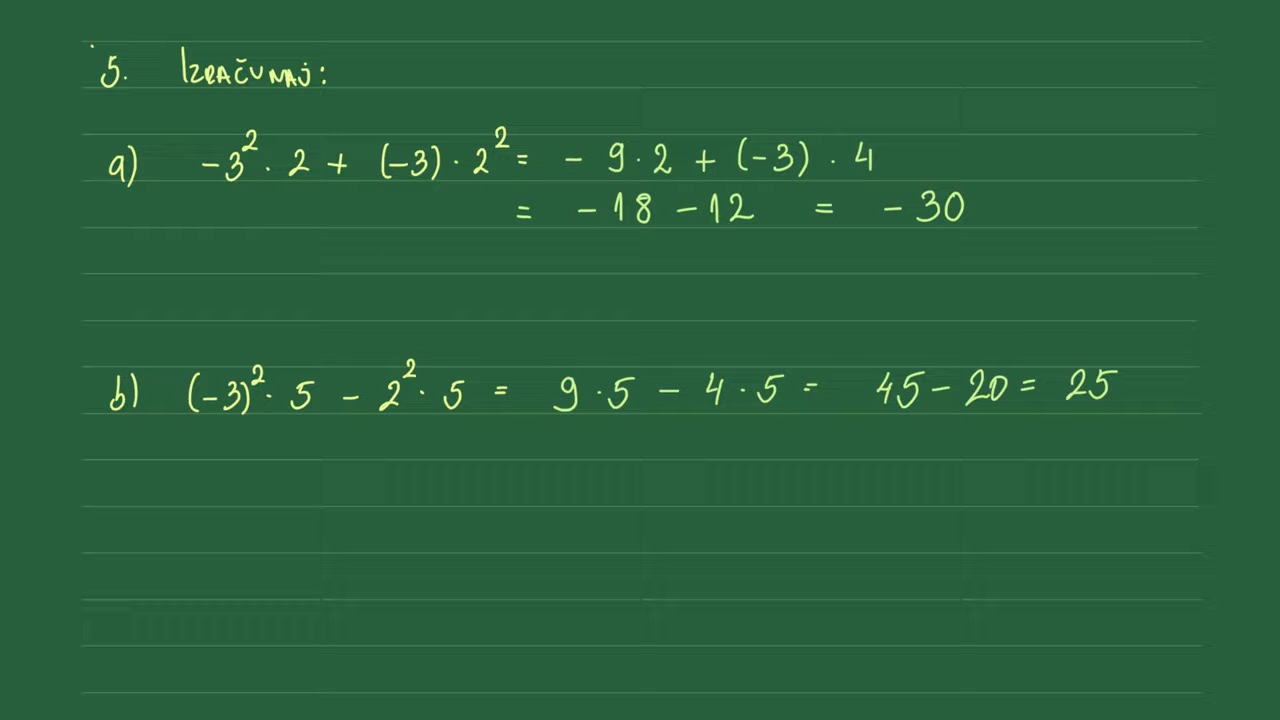 5. IZRAČUNAJ:
a) -3² · 2 + (-3) · 2² = - 9 · 2 + (-3) · 4
= - 18 - 12 = - 30
b) (-3)² · 5 - 2² · 5 = 9 · 5 - 4 · 5 = 45 - 20 = 25